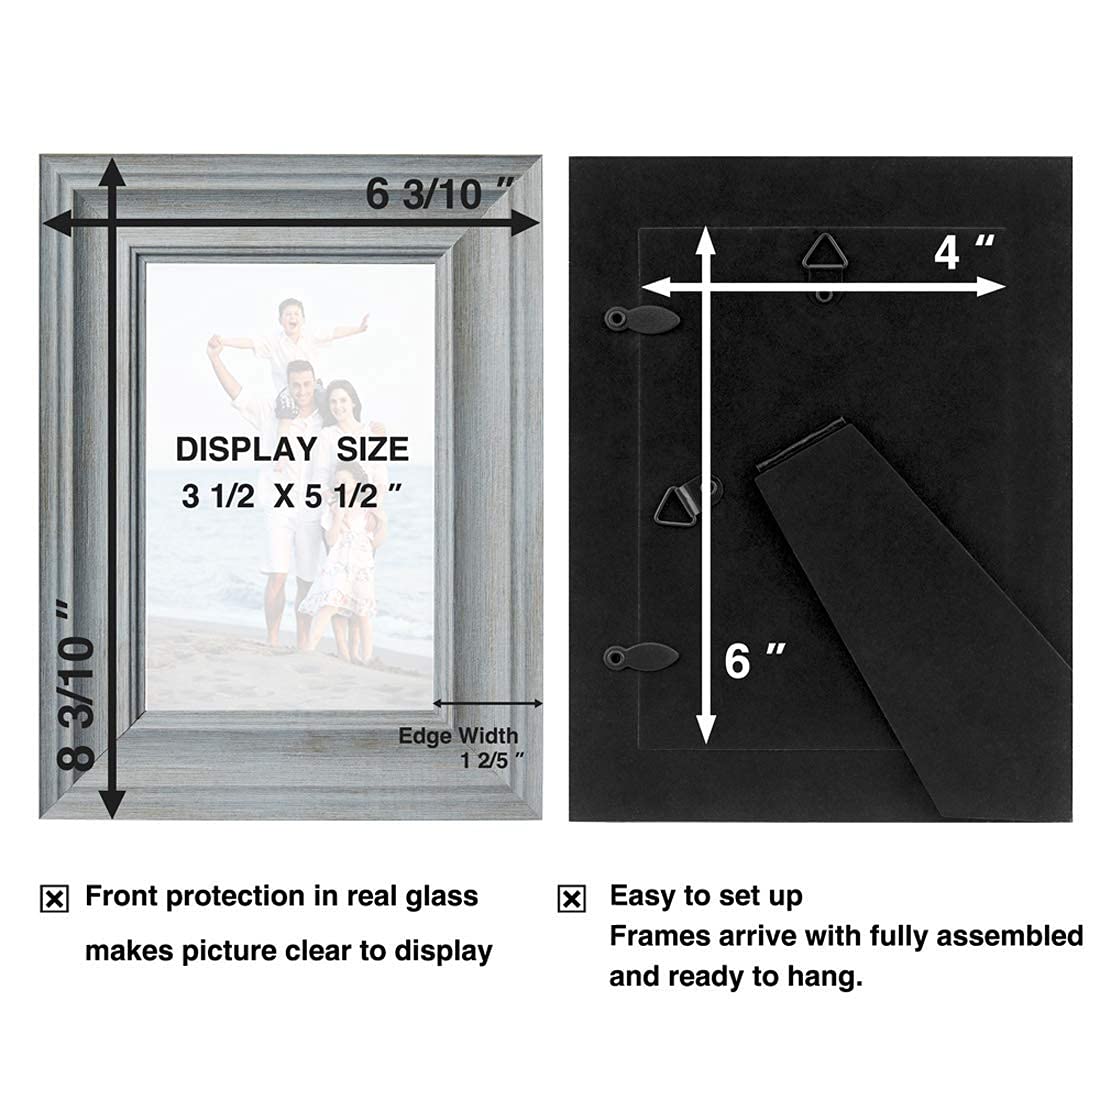 6 3/10 ″
DISPLAY SIZE
3 1/2 X 5 1/2 ″
8 3/10 ″
Edge Width
1 2/5 ″
4 “
6 ″
Front protection in real glass
makes picture clear to display
Easy to set up
Frames arrive with fully assembled
and ready to hang.